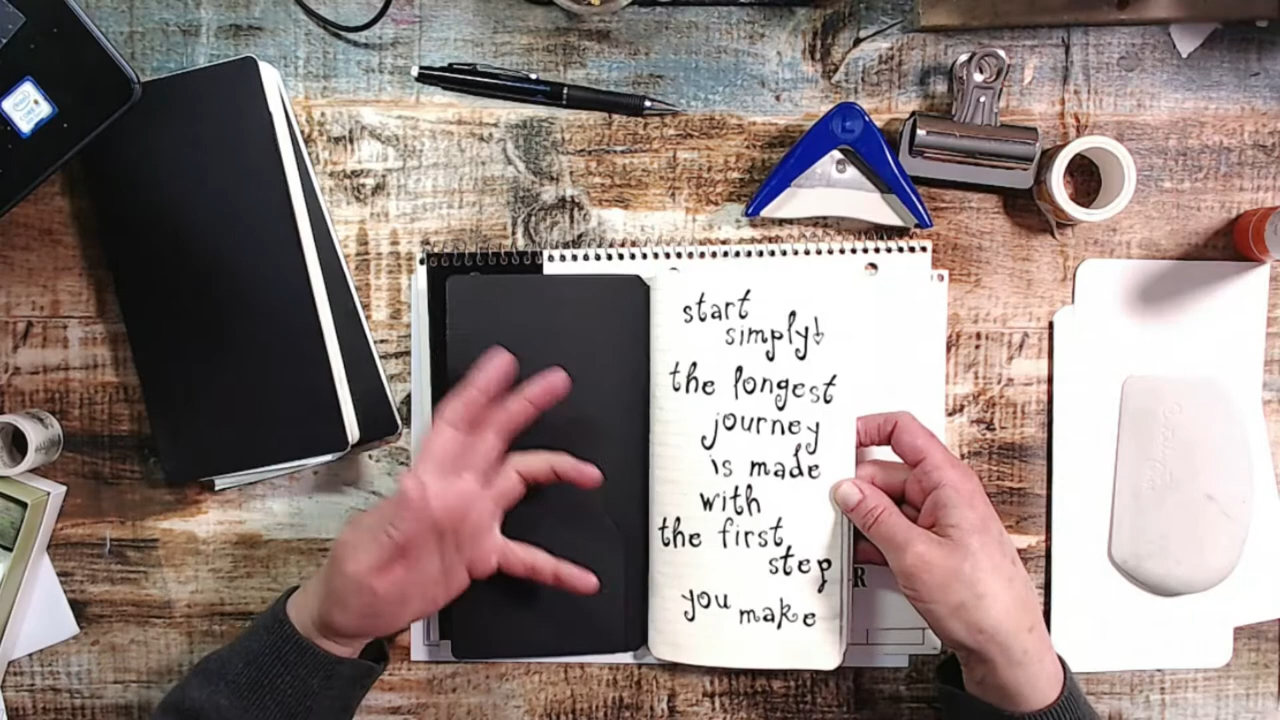 start
simply!
the longest
journey
is made
with
the first
step
you make
R